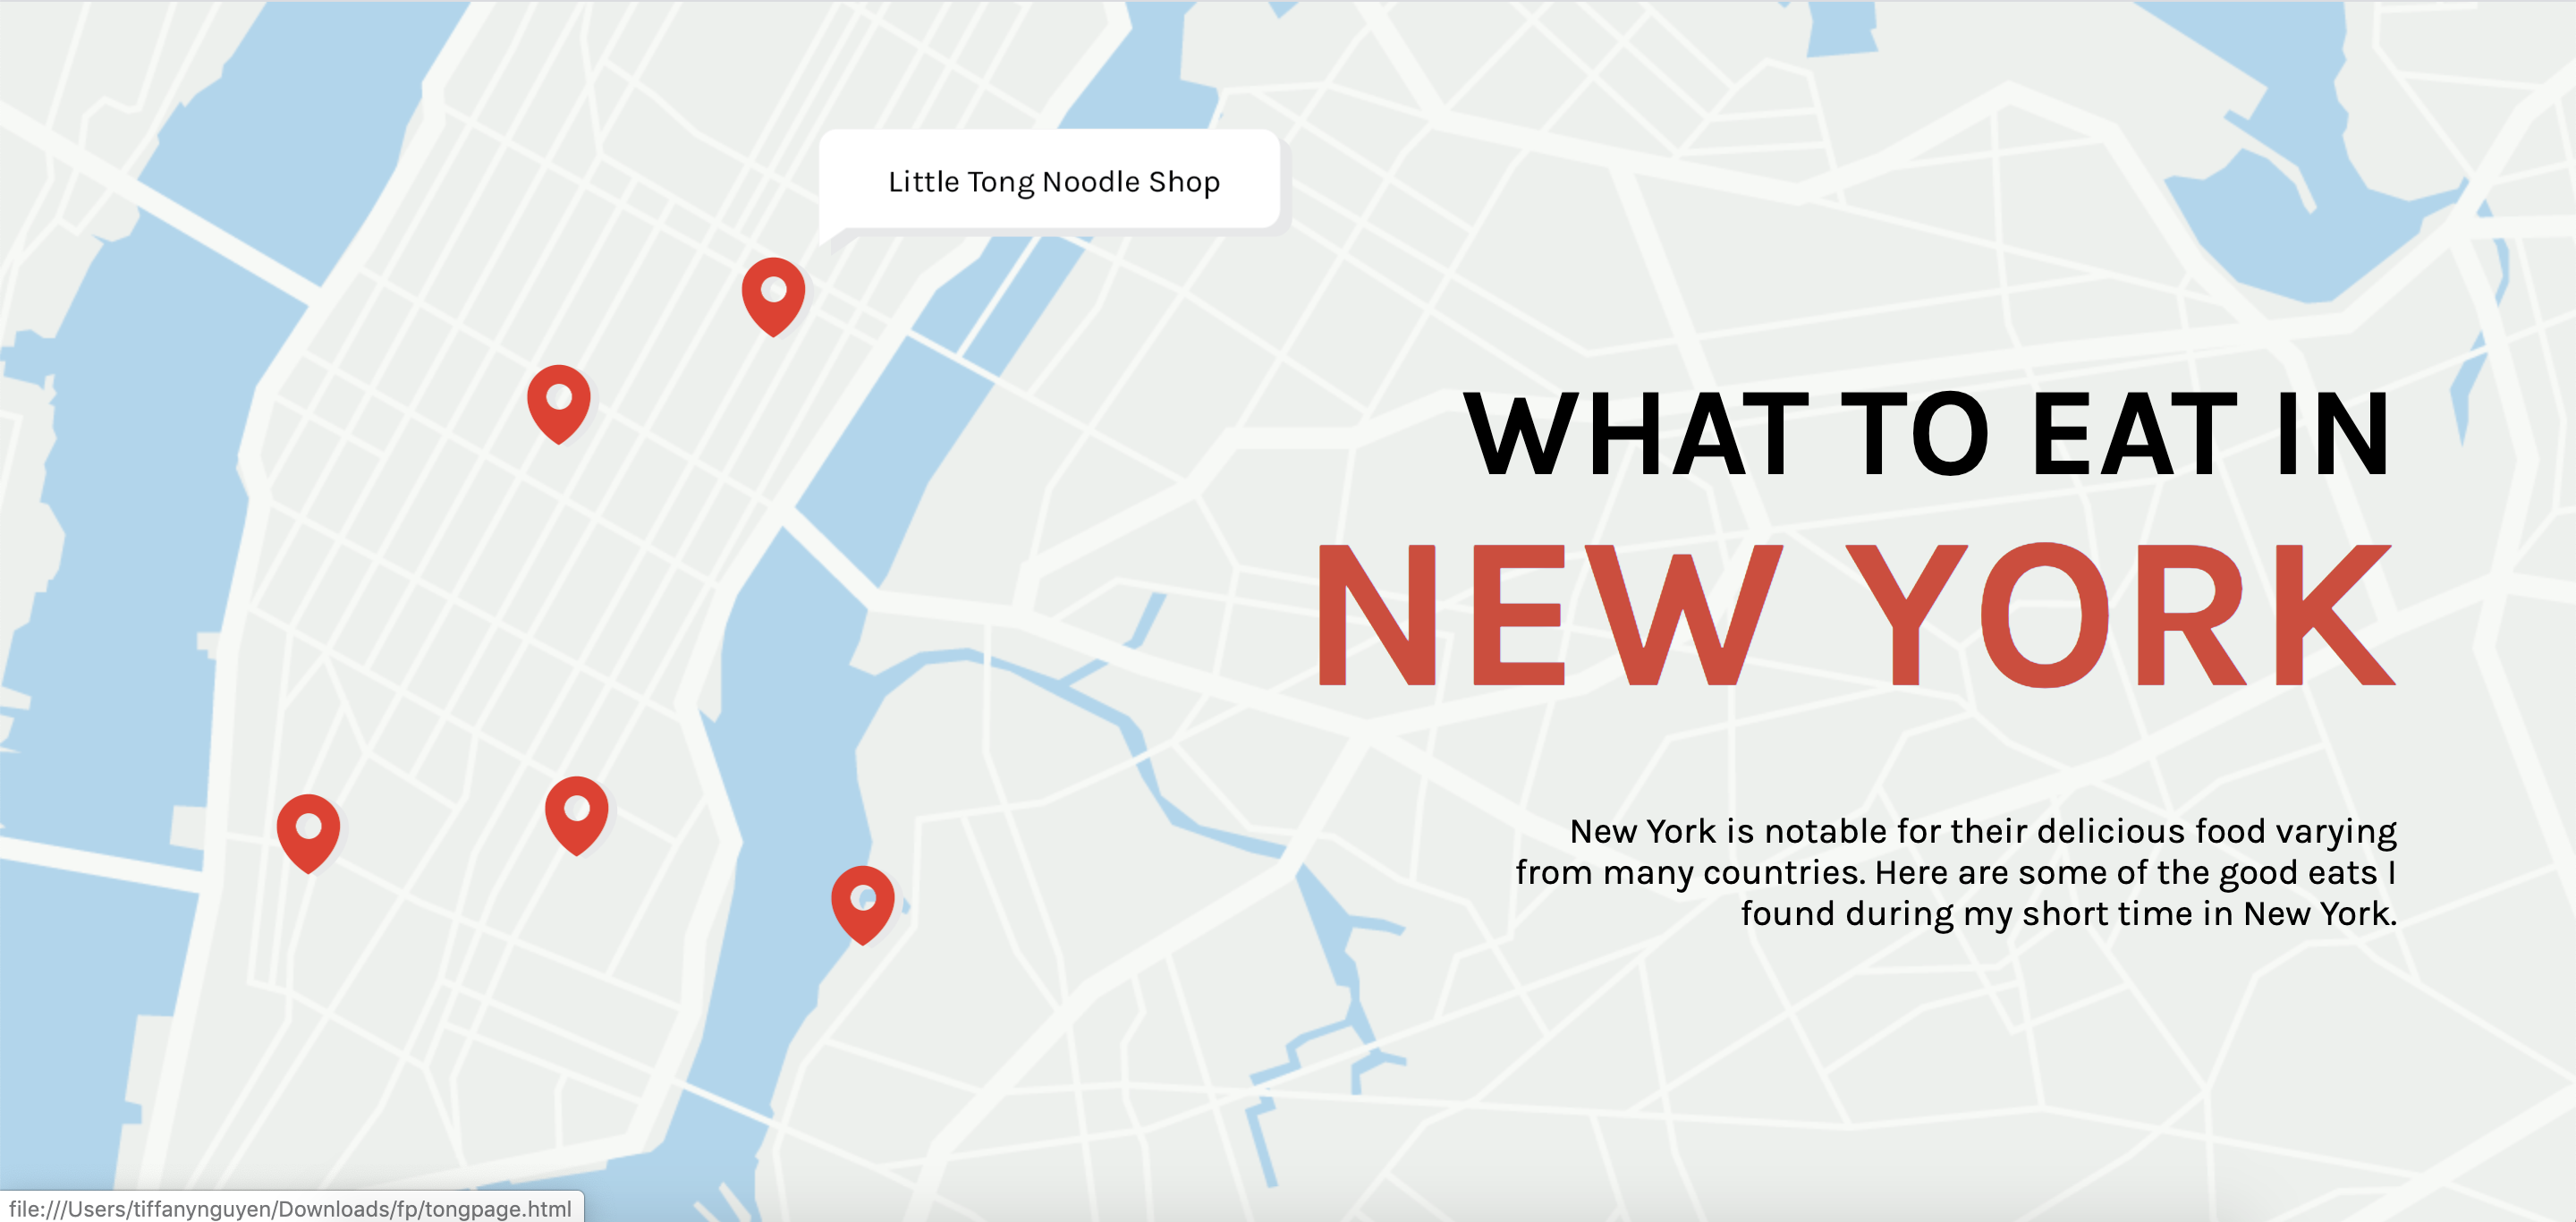 Little Tong Noodle Shop
WHAT TO EAT IN
NEW YORK
New York is notable for their delicious food varying
from many countries. Here are some of the good eats I
found during my short time in New York.
file:///Users/tiffanynguyen/Downloads/fp/tongpage.html